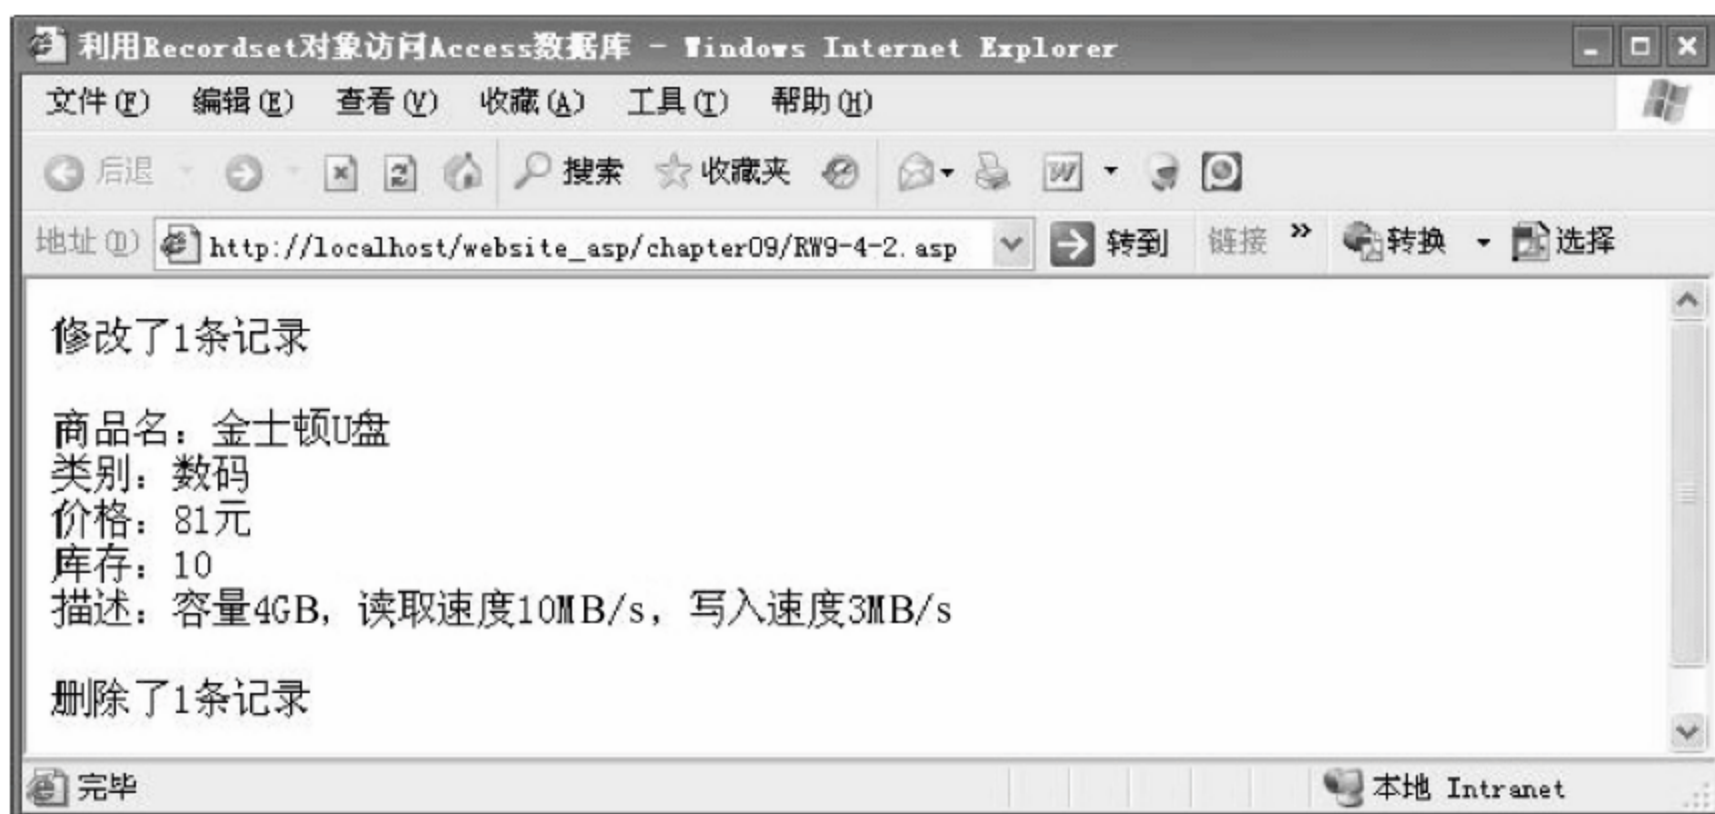 利用Recordset对象访问Access数据库 - Windows Internet Explorer
文件(F) 编辑(E) 查看(V) 收藏(A) 工具(T) 帮助(H)
后退 搜索 收藏夹
地址(D) http://localhost/website_asp/chapter09/RW9-4-2.asp 转到 链接 » 转换 选择
修改了1条记录
商品名：金士顿U盘
类别：数码
价格：81元
库存：10
描述：容量4GB，读取速度10MB/s，写入速度3MB/s
删除了1条记录
完毕 本地 Intranet